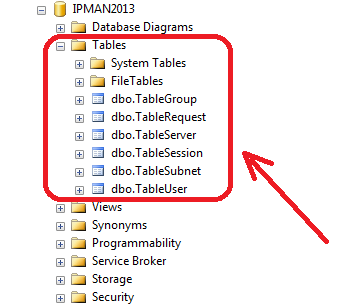 IPMAN2013
Database Diagrams
Tables
System Tables
FileTables
dbo.TableGroup
dbo.TableRequest
dbo.TableServer
dbo.TableSession
dbo.TableSubnet
dbo.TableUser
Views
Synonyms
Programmability
Service Broker
Storage
Security